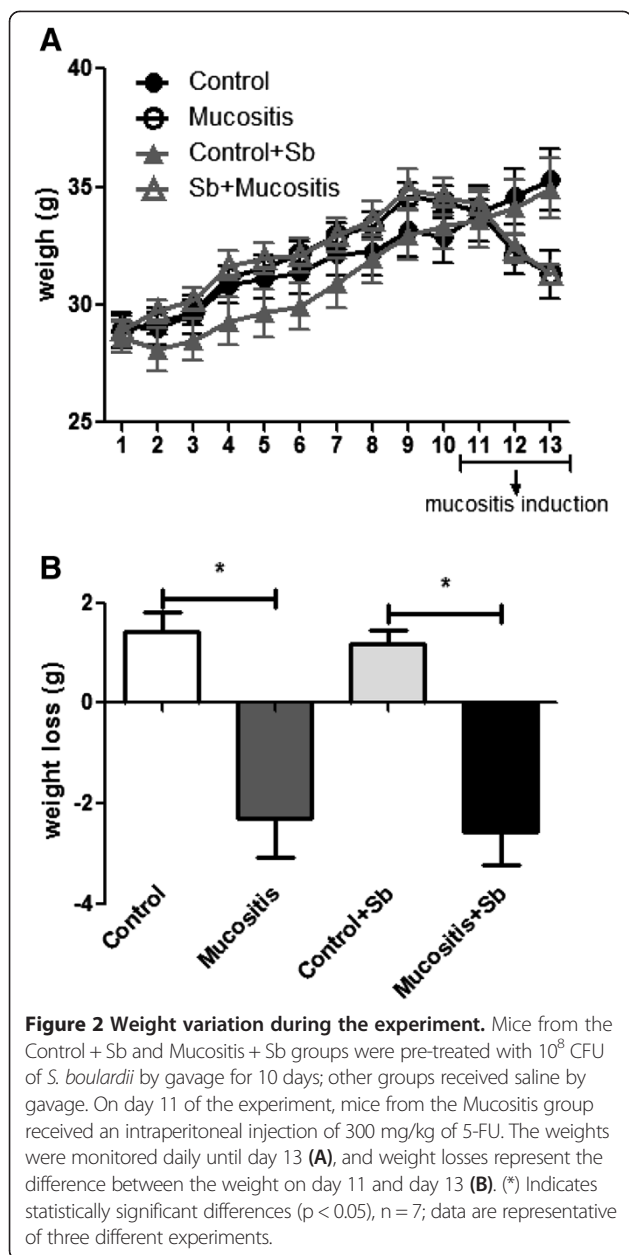 A
40
35
30
25
weigh (g)
Control
Mucositis
Control+Sb
Sb+Mucositis
1 2 3 4 5 6 7 8 9 10 11 12 13
mucositis induction
B
* *
2
0
-2
-4
weight loss (g)
Control
Mucositis
Control+Sb
Mucositis+Sb
Figure 2 Weight variation during the experiment. Mice from the
Control + Sb and Mucositis + Sb groups were pre-treated with 10⁸ CFU
of S. boulardii by gavage for 10 days; other groups received saline by
gavage. On day 11 of the experiment, mice from the Mucositis group
received an intraperitoneal injection of 300 mg/kg of 5-FU. The weights
were monitored daily until day 13 (A), and weight losses represent the
difference between the weight on day 11 and day 13 (B). (*) Indicates
statistically significant differences (p < 0.05), n = 7; data are representative
of three different experiments.